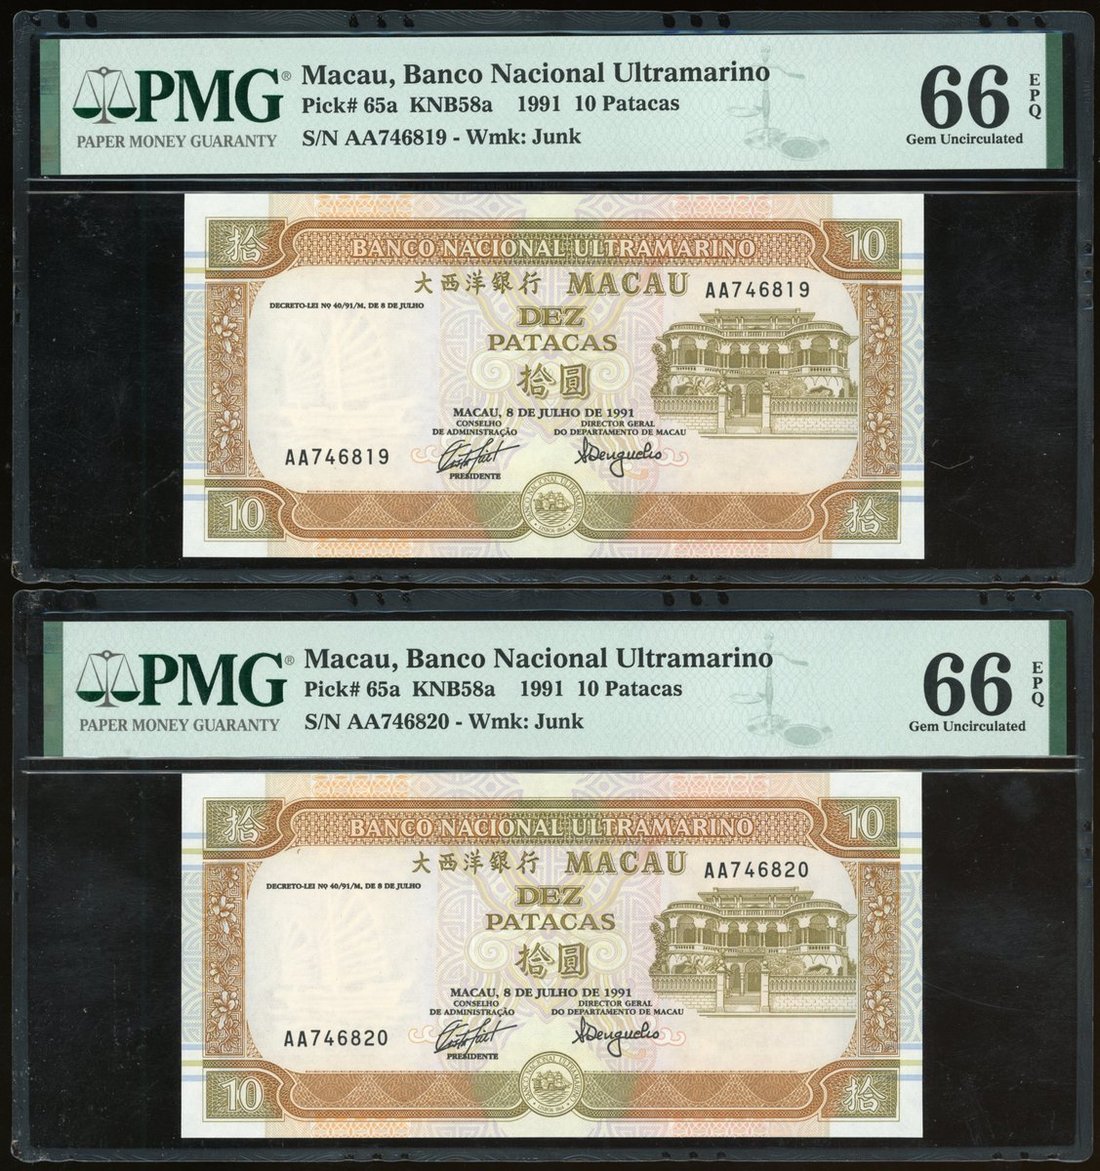 PMG®
PAPER MONEY GUARANTY
Macau, Banco Nacional Ultramarino
Pick# 65a KNB58a 1991 10 Patacas
S/N AA746819 - Wmk: Junk
66 EPQ
Gem Uncirculated
拾
BANCO NACIONAL ULTRAMARINO
10
大西洋銀行 MACAU
AA746819
DECRETO-LEI Nº 40/91/M, DE 8 DE JULHO
DEZ
PATACAS
拾圓
MACAU, 8 DE JULHO DE 1991
CONSELHO
DE ADMINISTRAÇÃO
DIRECTOR GERAL
DO DEPARTAMENTO DE MACAU
AA746819
PRESIDENTE
10
拾
PMG®
PAPER MONEY GUARANTY
Macau, Banco Nacional Ultramarino
Pick# 65a KNB58a 1991 10 Patacas
S/N AA746820 - Wmk: Junk
66 EPQ
Gem Uncirculated
拾
BANCO NACIONAL ULTRAMARINO
10
大西洋銀行 MACAU
AA746820
DECRETO-LEI Nº 40/91/M, DE 8 DE JULHO
DEZ
PATACAS
拾圓
MACAU, 8 DE JULHO DE 1991
CONSELHO
DE ADMINISTRAÇÃO
DIRECTOR GERAL
DO DEPARTAMENTO DE MACAU
AA746820
PRESIDENTE
10
拾